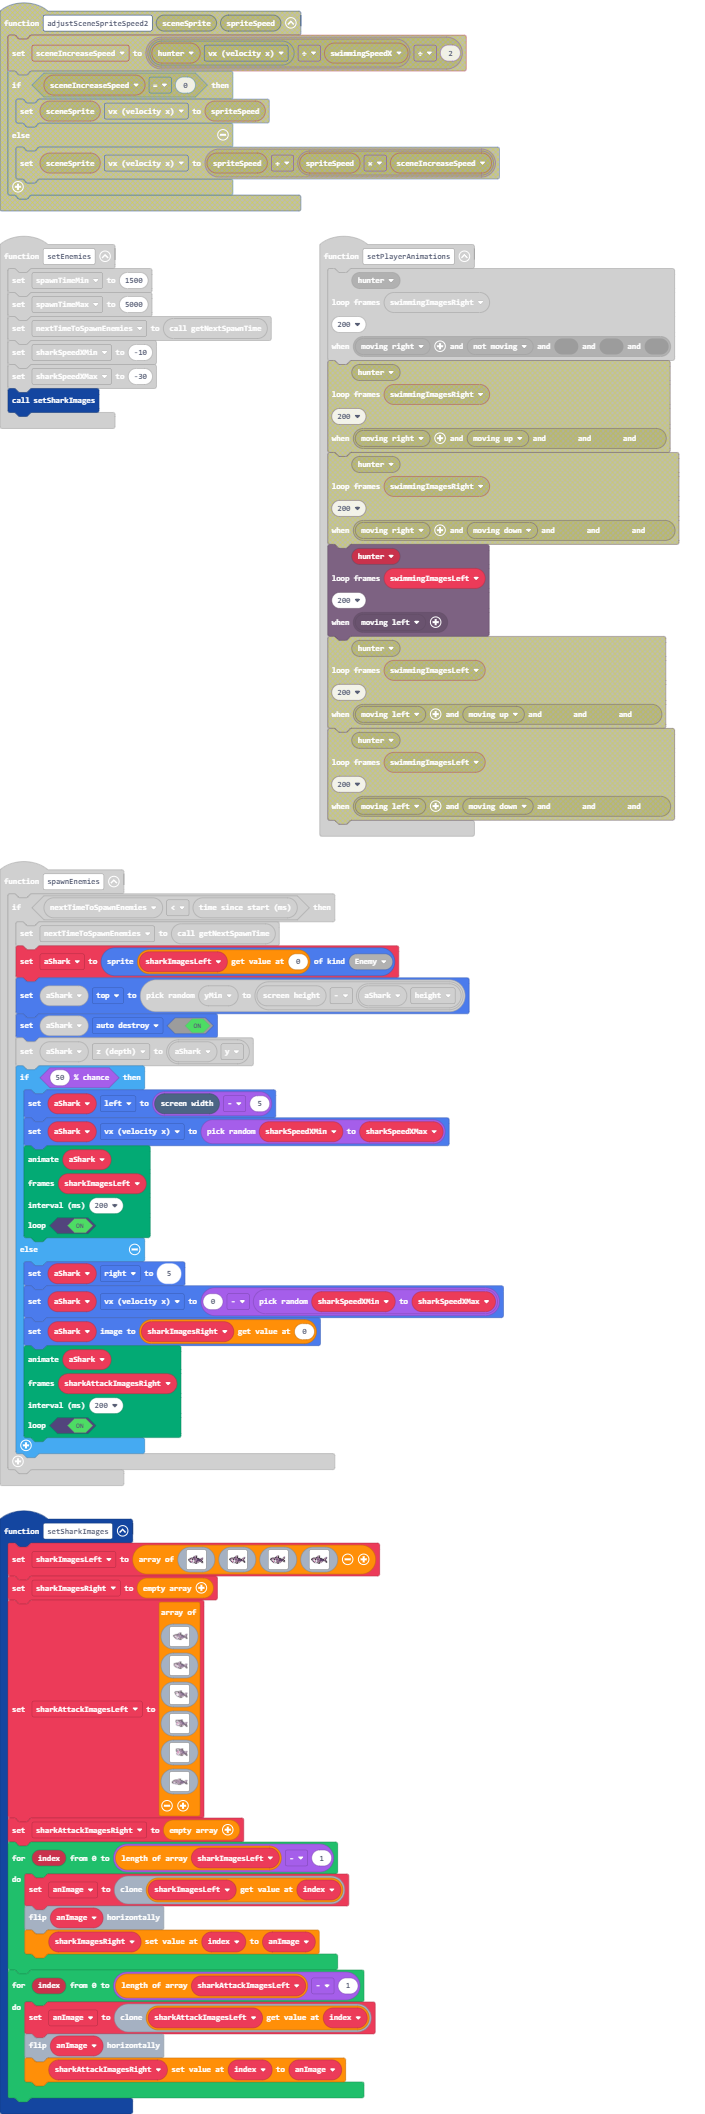 function adjustSceneSpriteSpeed2 sceneSprite spriteSpeed
set sceneIncreaseSpeed to hunter vx (velocity x) ÷ swimmingSpeedX ÷ 2
if sceneIncreaseSpeed = 0 then
set sceneSprite vx (velocity x) to spriteSpeed
else
set sceneSprite vx (velocity x) to spriteSpeed + spriteSpeed × sceneIncreaseSpeed
function setEnemies
set spawnTimeMin to 1500
set spawnTimeMax to 5000
set nextTimeToSpawnEnemies to call getNextSpawnTime
set sharkSpeedXMin to -10
set sharkSpeedXMax to -30
call setSharkImages
function setPlayerAnimations
hunter
loop frames swimmingImagesRight
200
when moving right and not moving and and and
hunter
loop frames swimmingImagesRight
200
when moving right and moving up and and and
hunter
loop frames swimmingImagesRight
200
when moving right and moving down and and and
hunter
loop frames swimmingImagesLeft
200
when moving left
hunter
loop frames swimmingImagesLeft
200
when moving left and moving up and and and
hunter
loop frames swimmingImagesLeft
200
when moving left and moving down and and and
function spawnEnemies
if nextTimeToSpawnEnemies < time since start (ms) then
set nextTimeToSpawnEnemies to call getNextSpawnTime
set aShark to sprite sharkImagesLeft get value at 0 of kind Enemy
set aShark top to pick random yMin to screen height - aShark height
set aShark auto destroy ON
set aShark z (depth) to aShark y
if 50 % chance then
set aShark left to screen width - 5
set aShark vx (velocity x) to pick random sharkSpeedXMin to sharkSpeedXMax
animate aShark
frames sharkImagesLeft
interval (ms) 200
loop ON
else
set aShark right to 5
set aShark vx (velocity x) to 0 - pick random sharkSpeedXMin to sharkSpeedXMax
set aShark image to sharkImagesRight get value at 0
animate aShark
frames sharkAttackImagesRight
interval (ms) 200
loop ON
function setSharkImages
set sharkImagesLeft to array of
set sharkImagesRight to empty array
array of
set sharkAttackImagesLeft to
set sharkAttackImagesRight to empty array
for index from 0 to length of array sharkImagesLeft - 1
do
set anImage to clone sharkImagesLeft get value at index
flip anImage horizontally
sharkImagesRight set value at index to anImage
for index from 0 to length of array sharkAttackImagesLeft - 1
do
set anImage to clone sharkAttackImagesLeft get value at index
flip anImage horizontally
sharkAttackImagesRight set value at index to anImage